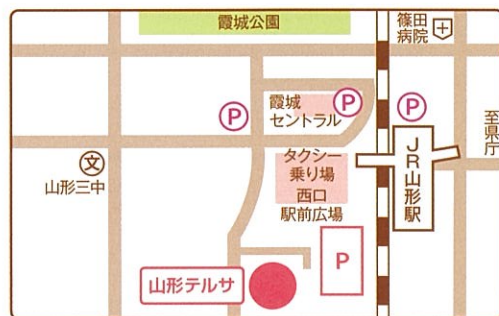 霞城公園
篠田
病院
P
P
P
霞城
セントラル
至県庁
JR山形駅
文
山形三中
タクシー
乗り場
西口
駅前広場
P
山形テルサ